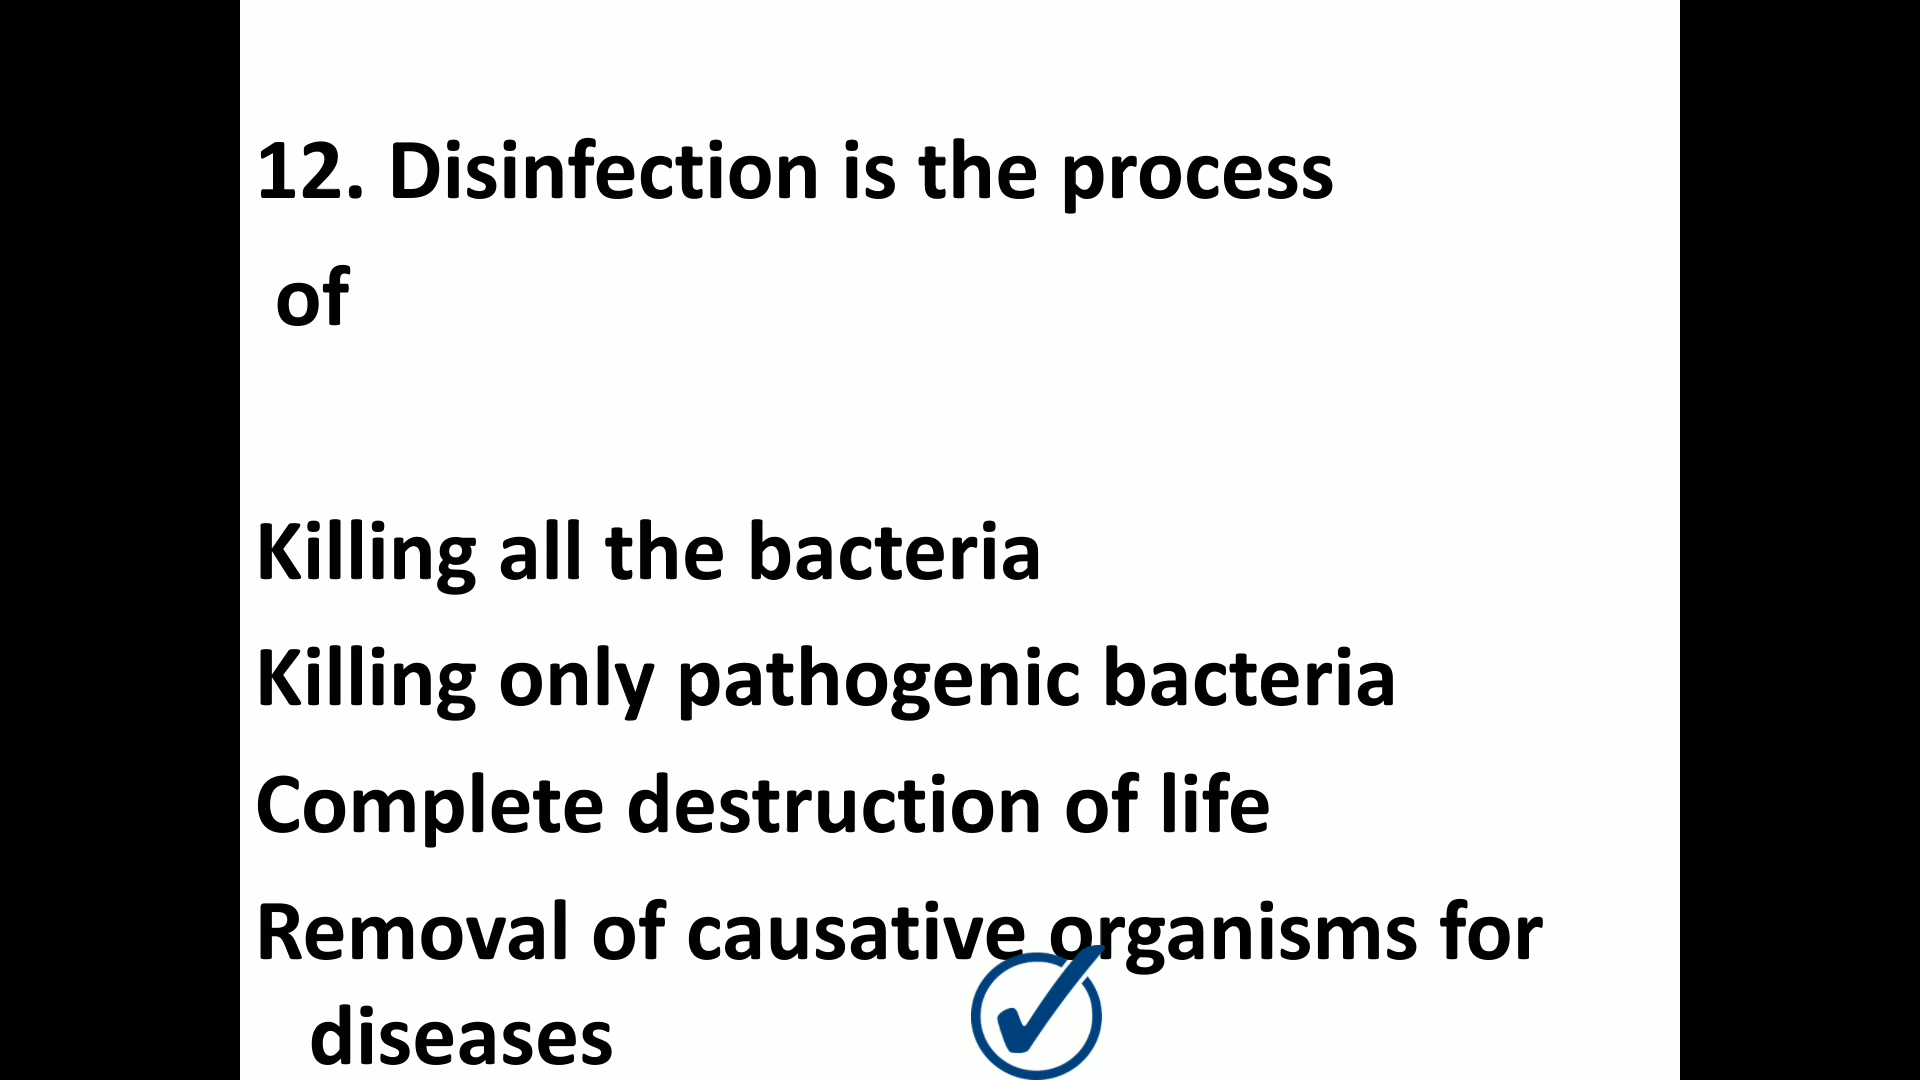 12. Disinfection is the process
of
Killing all the bacteria
Killing only pathogenic bacteria
Complete destruction of life
Removal of causative organisms for
diseases